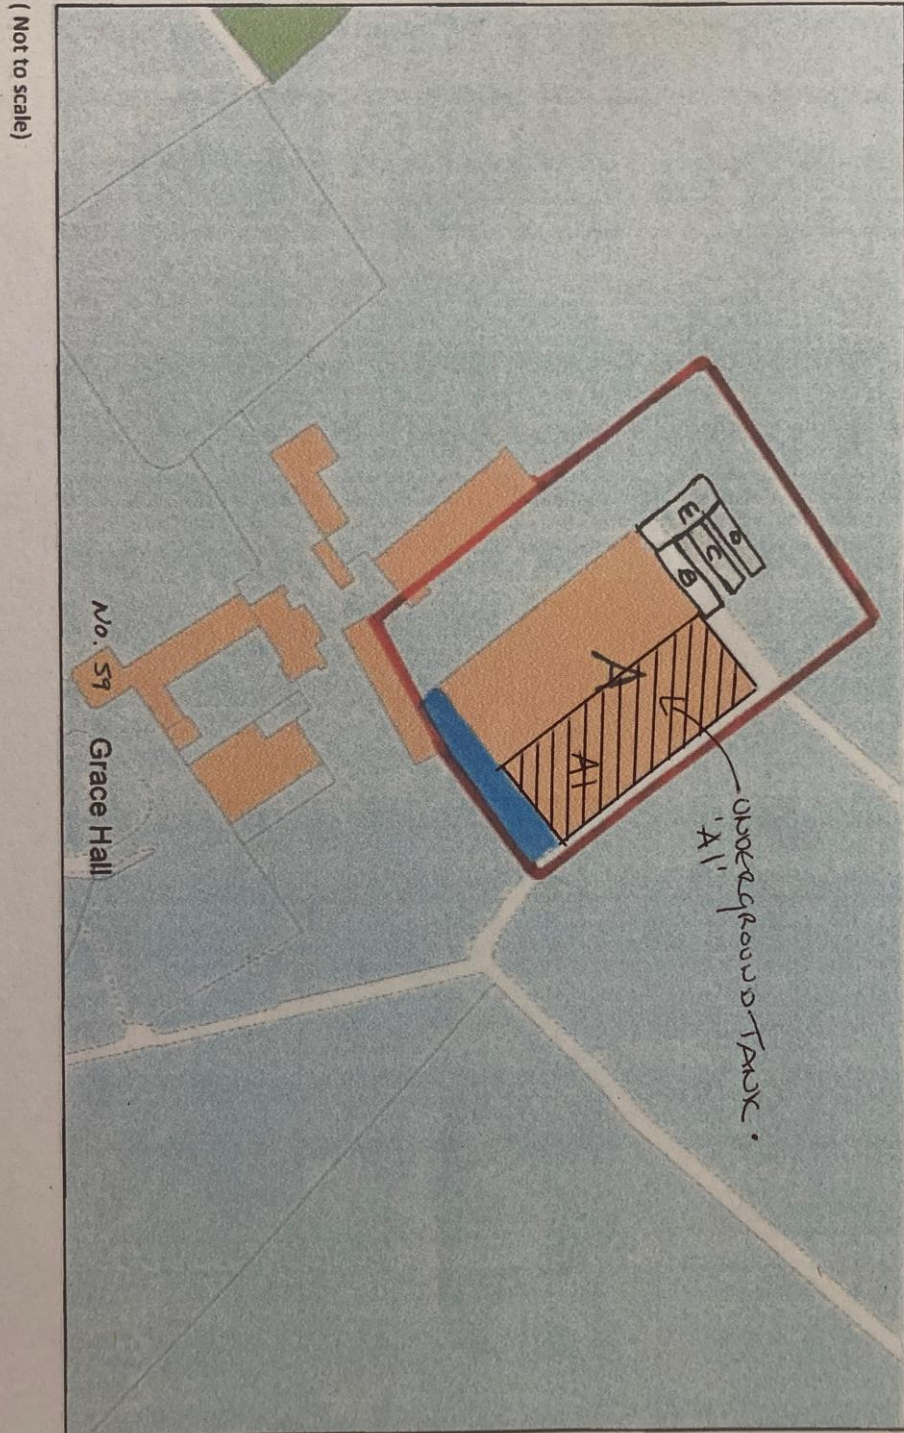 ( Not to scale)
D
C
E
B
A
A1
UNDERGROUND TANK.
'A1'
No. 59 Grace Hall